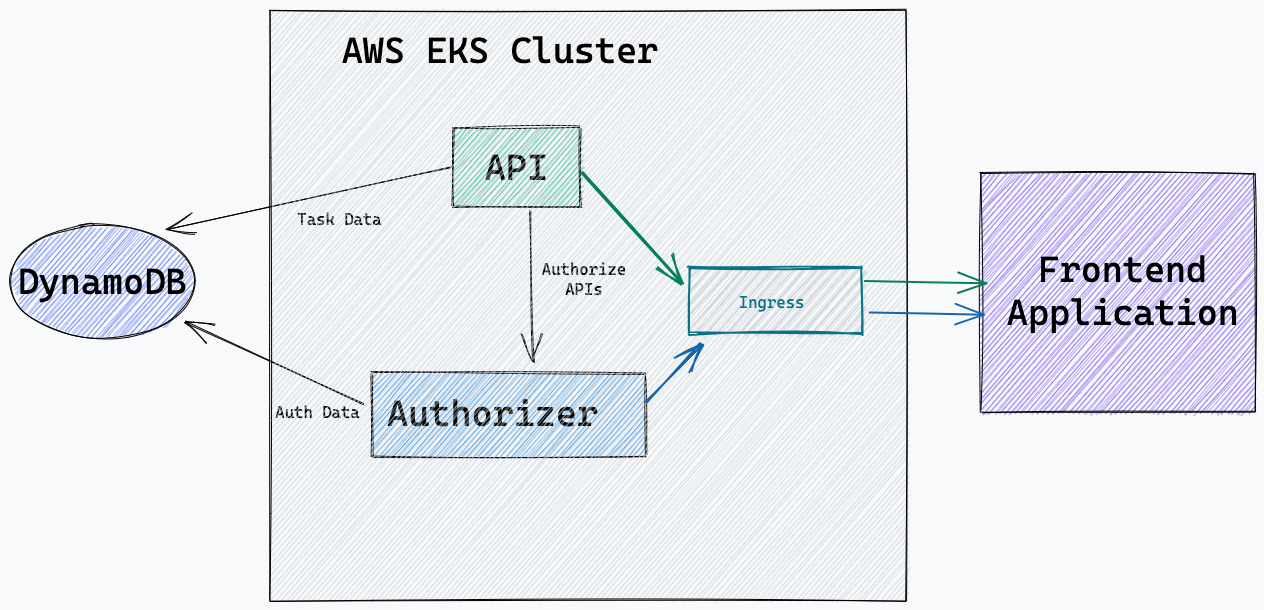 AWS EKS Cluster
API
Task Data
DynamoDB
Authorize
APIs
Ingress
Frontend
Application
Auth Data
Authorizer